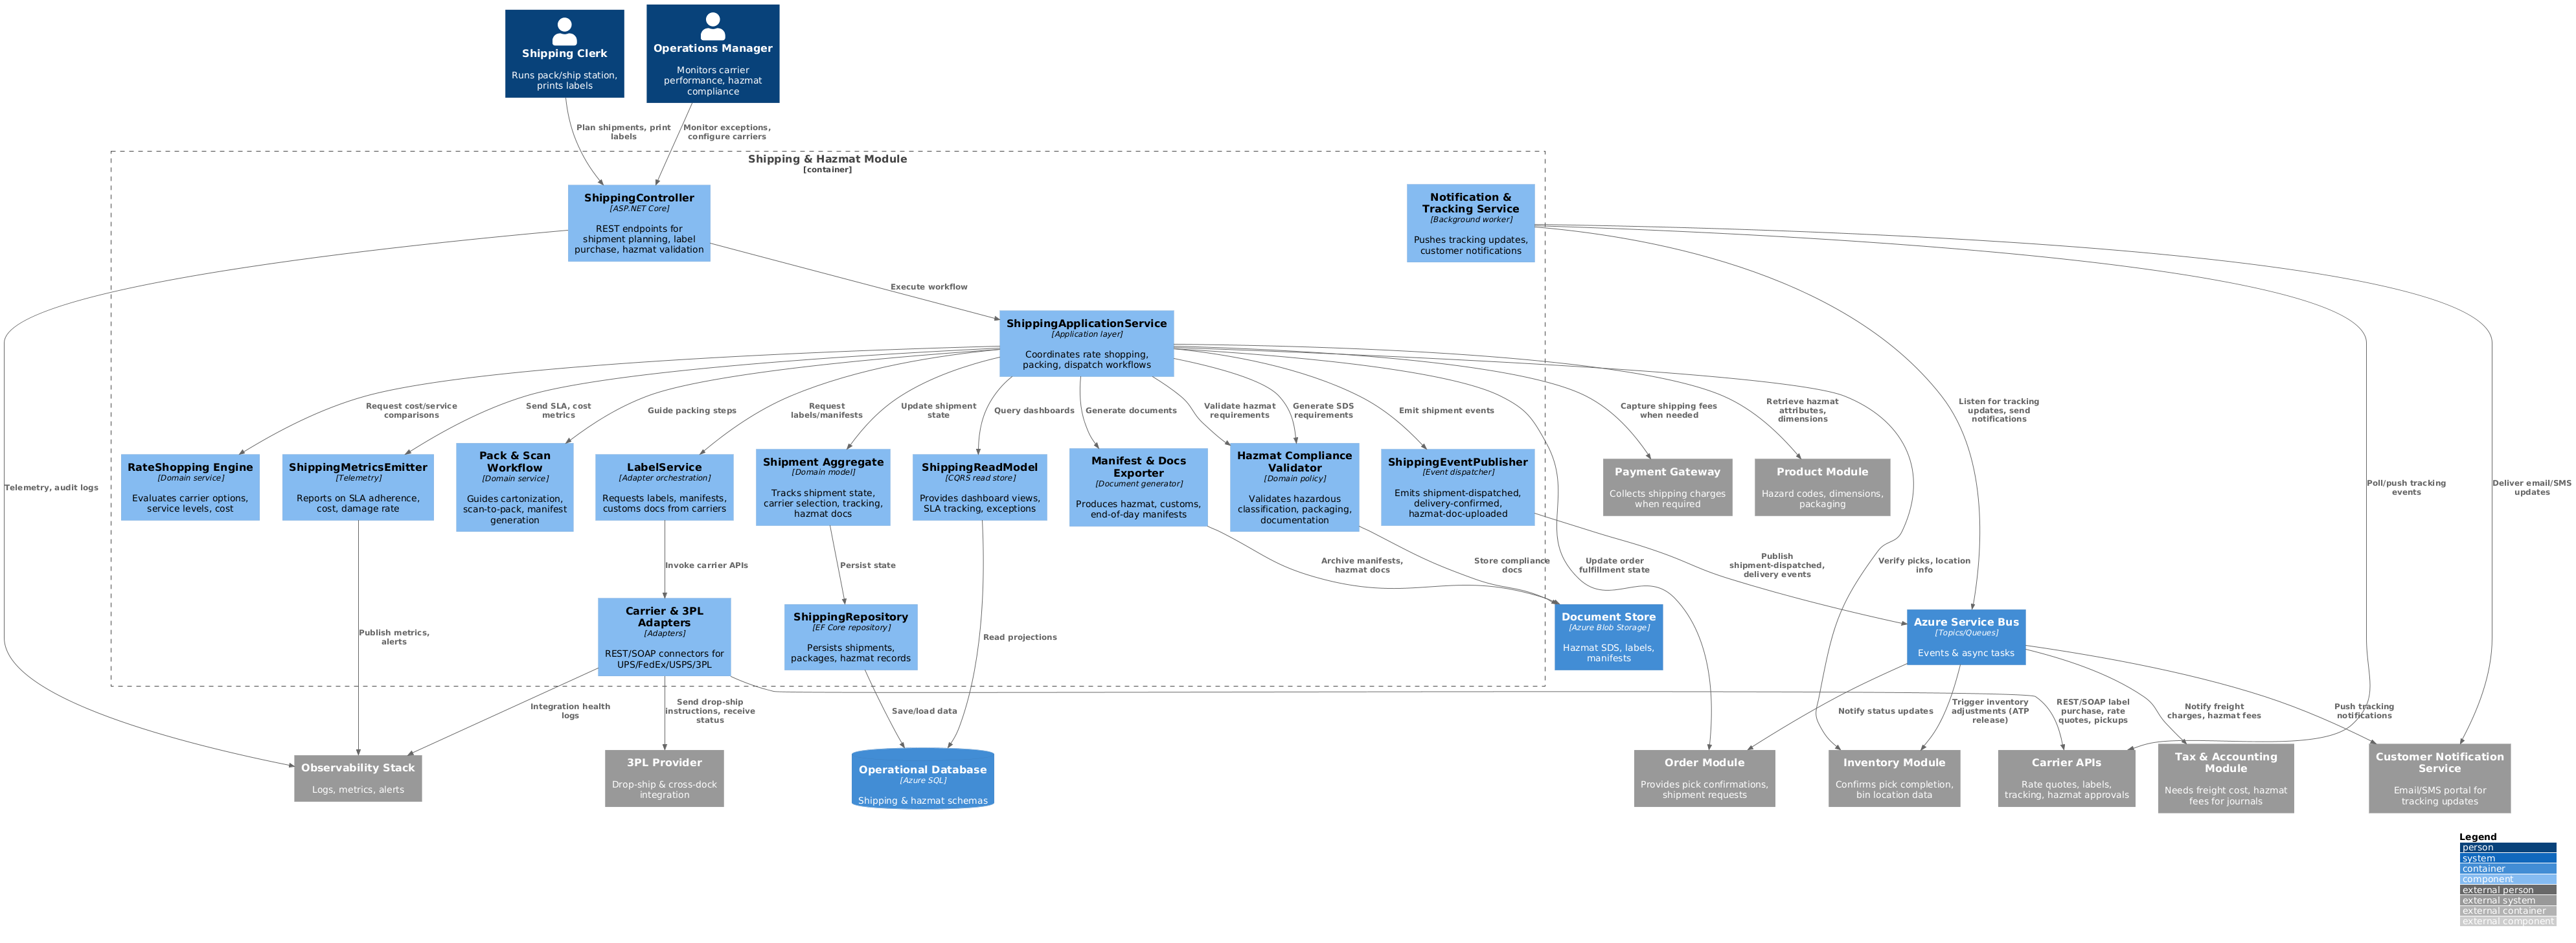 Shipping Clerk
Runs pack/ship station,
prints labels
Operations Manager
Monitors carrier
performance, hazmat
compliance
Plan shipments, print
labels
Monitor exceptions,
configure carriers
Shipping & Hazmat Module
[container]
ShippingController
[ASP.NET Core]
REST endpoints for
shipment planning, label
purchase, hazmat validation
Notification &
Tracking Service
[Background worker]
Pushes tracking updates,
customer notifications
Execute workflow
ShippingApplicationService
[Application layer]
Coordinates rate shopping,
packing, dispatch workflows
Request cost/service
comparisons
Send SLA, cost
metrics
Guide packing steps
Request
labels/manifests
Update shipment
state
Query dashboards
Generate documents
Validate hazmat
requirements
Generate SDS
requirements
Emit shipment events
Capture shipping fees
when needed
Retrieve hazmat
attributes,
dimensions
Listen for tracking
updates, send
notifications
RateShopping Engine
[Domain service]
Evaluates carrier options,
service levels, cost
ShippingMetricsEmitter
[Telemetry]
Reports on SLA adherence,
cost, damage rate
Pack & Scan
Workflow
[Domain service]
Guides cartonization,
scan-to-pack, manifest
generation
LabelService
[Adapter orchestration]
Requests labels, manifests,
customs docs from carriers
Shipment Aggregate
[Domain model]
Tracks shipment state,
carrier selection, tracking,
hazmat docs
ShippingReadModel
[CQRS read store]
Provides dashboard views,
SLA tracking, exceptions
Manifest & Docs
Exporter
[Document generator]
Produces hazmat, customs,
end-of-day manifests
Hazmat Compliance
Validator
[Domain policy]
Validates hazardous
classification, packaging,
documentation
ShippingEventPublisher
[Event dispatcher]
Emits shipment-dispatched,
delivery-confirmed,
hazmat-doc-uploaded
Payment Gateway
Collects shipping charges
when required
Product Module
Hazard codes, dimensions,
packaging
Telemetry, audit logs
Poll/push tracking
events
Deliver email/SMS
updates
Invoke carrier APIs
Persist state
Archive manifests,
hazmat docs
Store compliance
docs
Update order
fulfillment state
Publish
shipment-dispatched,
delivery events
Verify picks, location
info
Publish metrics,
alerts
Carrier & 3PL
Adapters
[Adapters]
REST/SOAP connectors for
UPS/FedEx/USPS/3PL
ShippingRepository
[EF Core repository]
Persists shipments,
packages, hazmat records
Read projections
Document Store
[Azure Blob Storage]
Hazmat SDS, labels,
manifests
Azure Service Bus
[Topics/Queues]
Events & async tasks
Integration health
logs
Send drop-ship
instructions, receive
status
Save/load data
Notify status updates
Trigger inventory
adjustments (ATP
release)
REST/SOAP label
purchase, rate
quotes, pickups
Notify freight
charges, hazmat fees
Push tracking
notifications
Observability Stack
Logs, metrics, alerts
3PL Provider
Drop-ship & cross-dock
integration
Operational Database
[Azure SQL]
Shipping & hazmat schemas
Order Module
Provides pick confirmations,
shipment requests
Inventory Module
Confirms pick completion,
bin location data
Carrier APIs
Rate quotes, labels,
tracking, hazmat approvals
Tax & Accounting
Module
Needs freight cost, hazmat
fees for journals
Customer Notification
Service
Email/SMS portal for
tracking updates
Legend
person
system
container
component
external person
external system
external container
external component